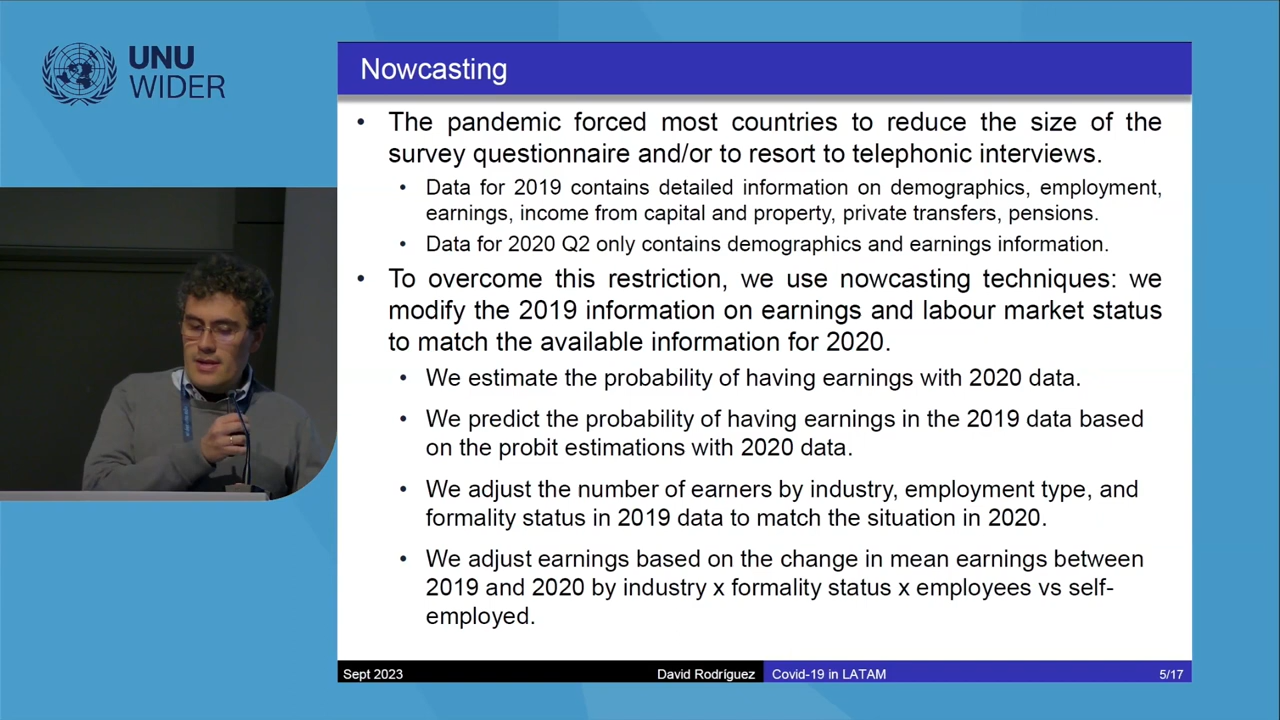 UNU
WIDER
Nowcasting
• The pandemic forced most countries to reduce the size of the
survey questionnaire and/or to resort to telephonic interviews.
• Data for 2019 contains detailed information on demographics, employment,
earnings, income from capital and property, private transfers, pensions.
• Data for 2020 Q2 only contains demographics and earnings information.
• To overcome this restriction, we use nowcasting techniques: we
modify the 2019 information on earnings and labour market status
to match the available information for 2020.
• We estimate the probability of having earnings with 2020 data.
• We predict the probability of having earnings in the 2019 data based
on the probit estimations with 2020 data.
• We adjust the number of earners by industry, employment type, and
formality status in 2019 data to match the situation in 2020.
• We adjust earnings based on the change in mean earnings between
2019 and 2020 by industry x formality status x employees vs self-
employed.
Sept 2023 David Rodríguez Covid-19 in LATAM 5/17